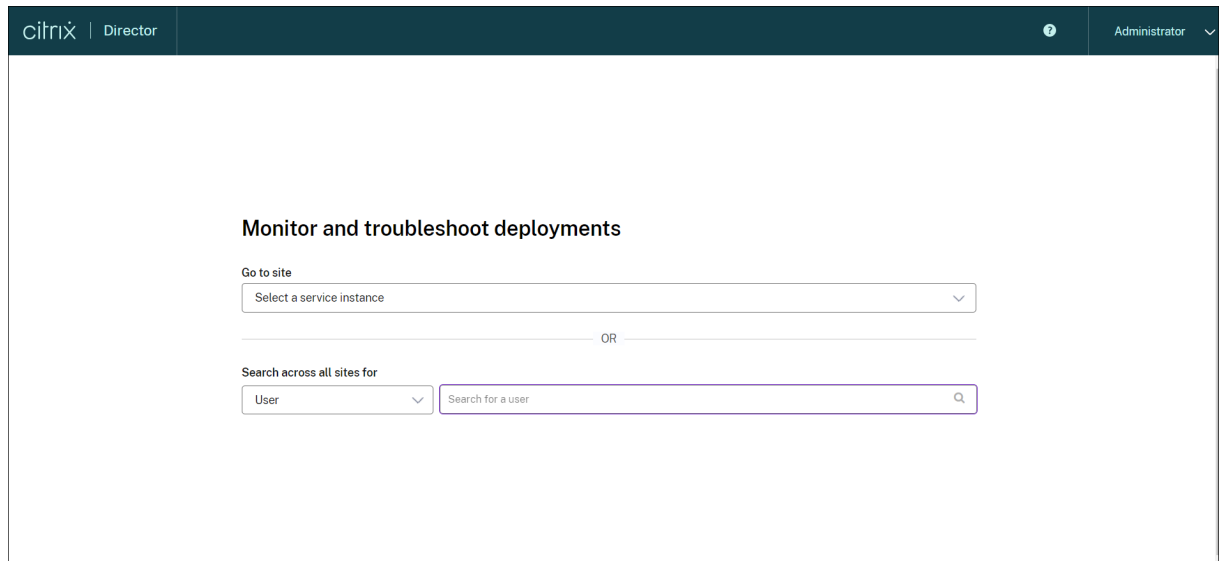 citrix | Director
?
Administrator
Monitor and troubleshoot deployments
Go to site
Select a service instance
OR
Search across all sites for
User
Search for a user